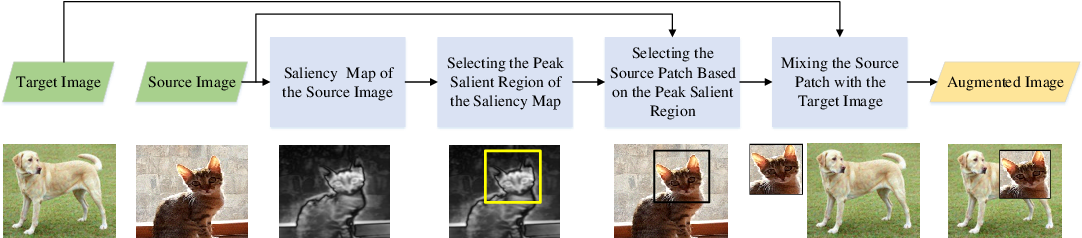 Target Image
Source Image
Saliency Map of
the Source Image
Selecting the Peak
Salient Region of
the Saliency Map
Selecting the
Source Patch Based
on the Peak Salient
Region
Mixing the Source
Patch with the
Target Image
Augmented Image